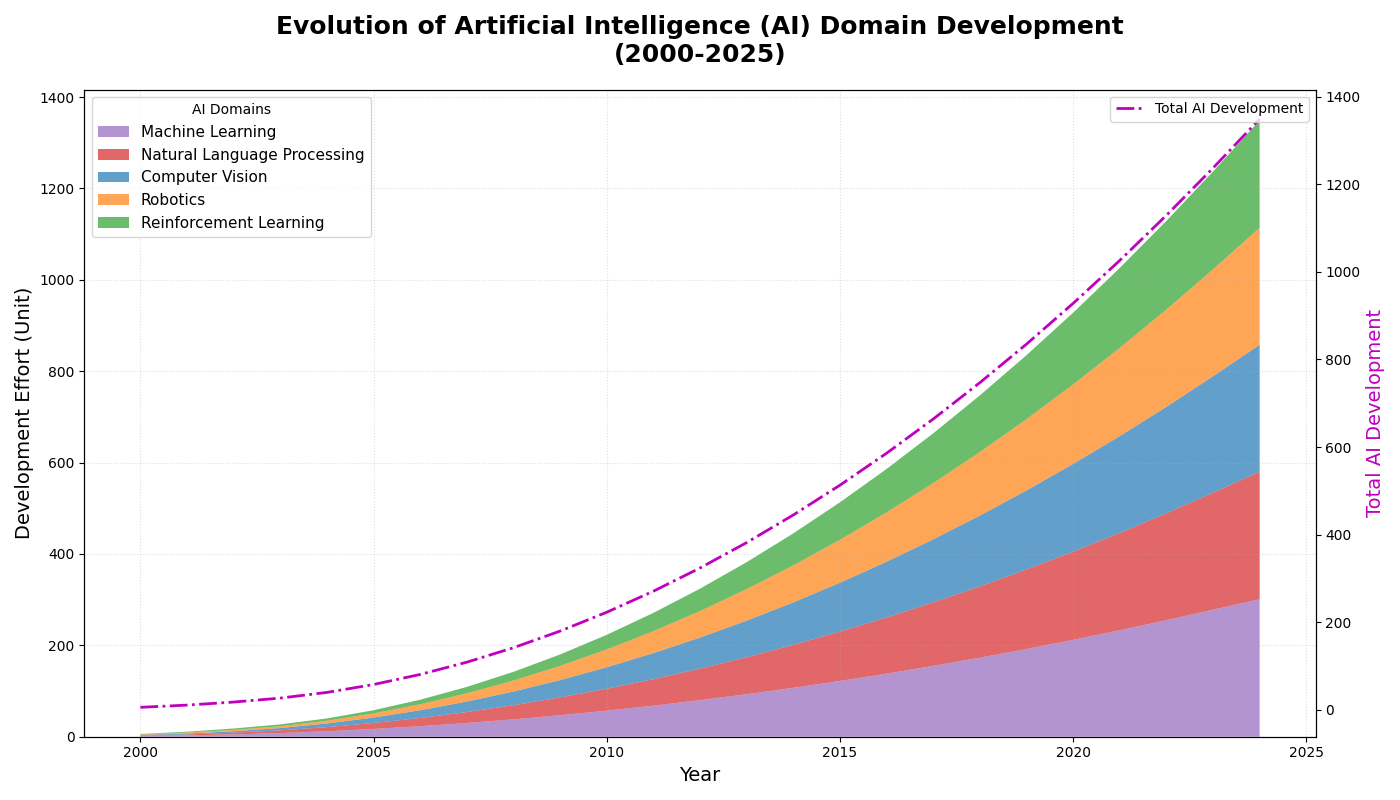 Evolution of Artificial Intelligence (AI) Domain Development
(2000-2025)
AI Domains
Machine Learning
Natural Language Processing
Computer Vision
Robotics
Reinforcement Learning
Total AI Development
Development Effort (Unit)
1400
1200
1000
800
600
400
200
0
1400
1200
1000
800
600
400
200
0
Total AI Development
2000
2005
2010
2015
2020
2025
Year